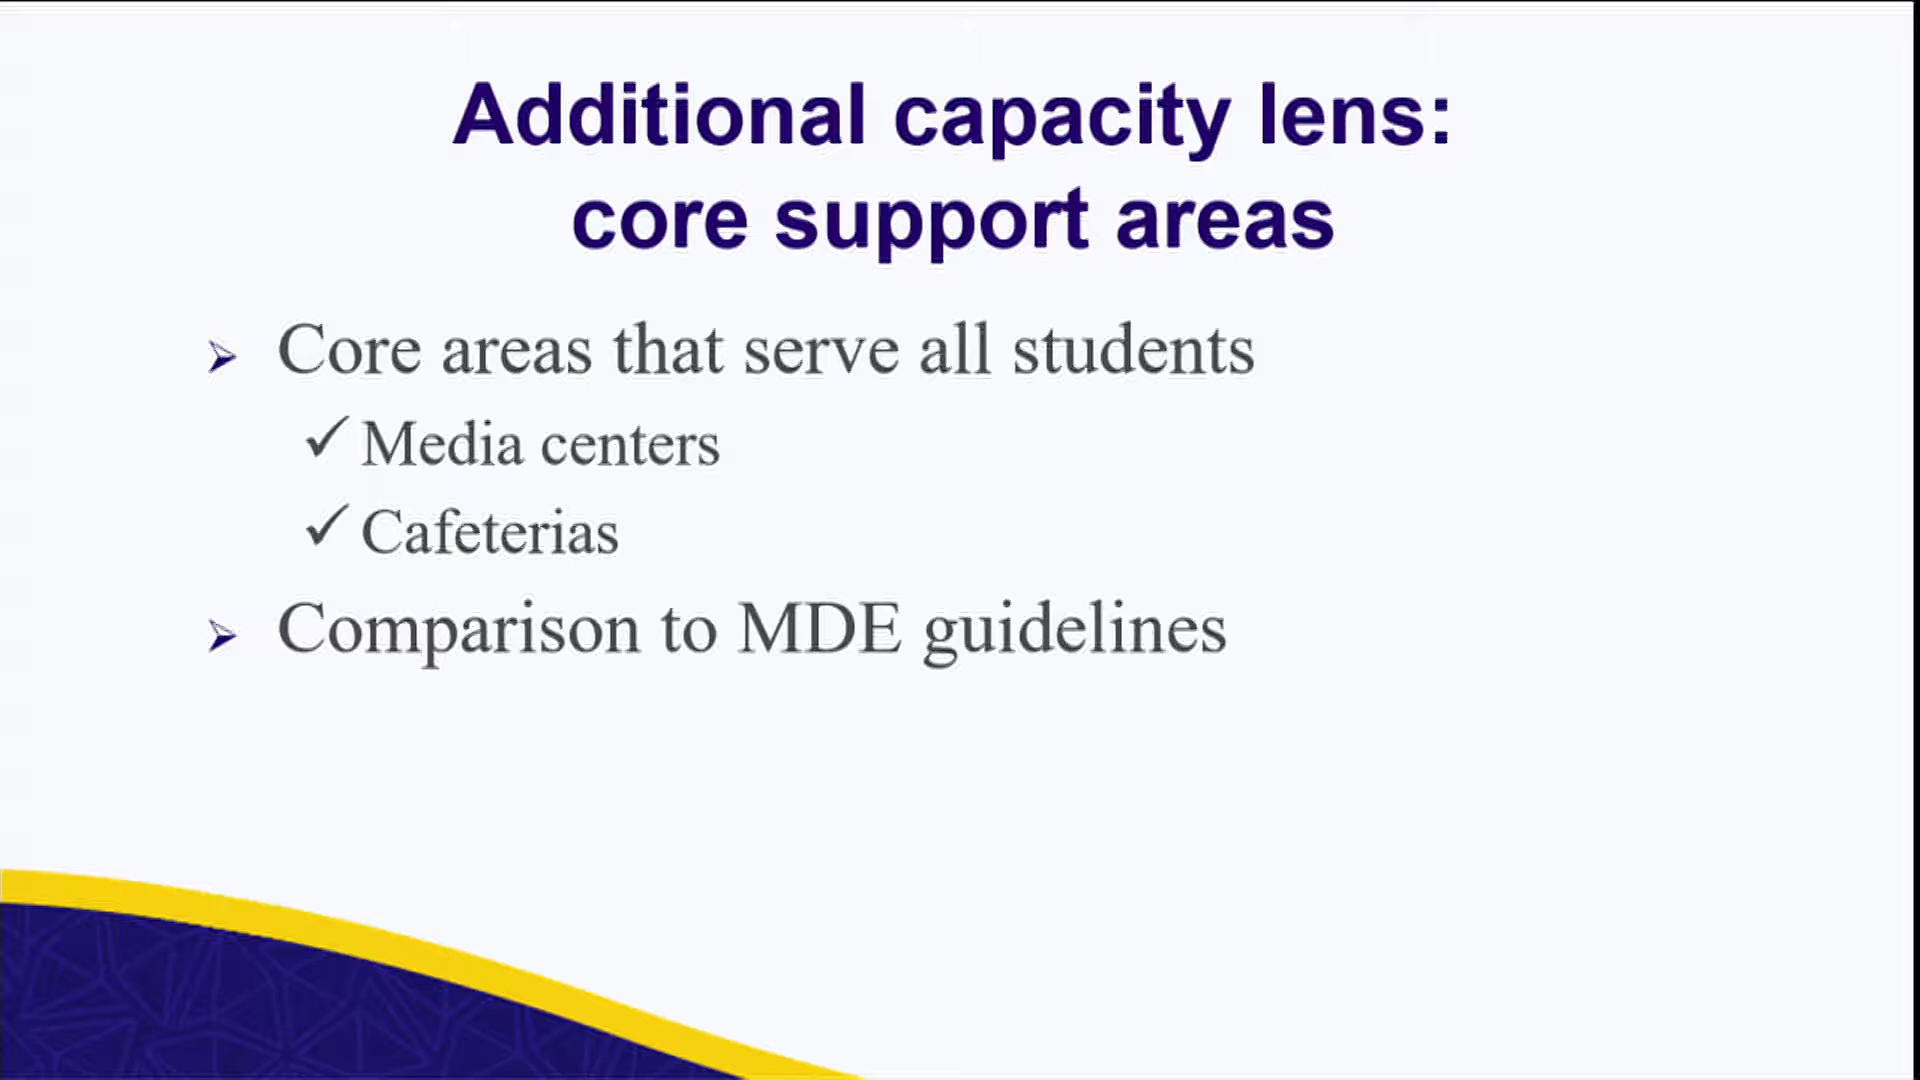 Additional capacity lens:
core support areas
Core areas that serve all students
Media centers
Cafeterias
Comparison to MDE guidelines